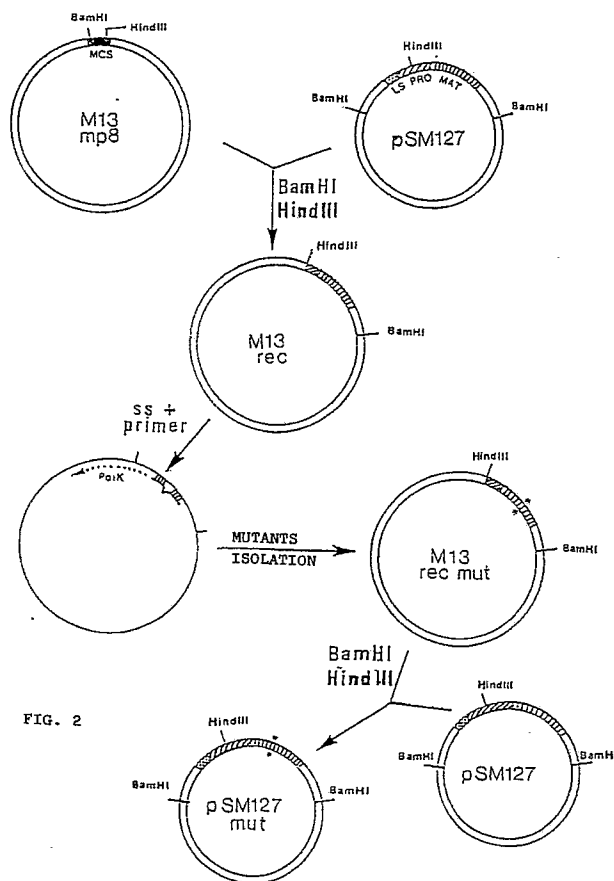 BamHI
HindIII
MCS
M13
mp8
HindIII
LS PRO MAT
BamHI
BamHI
pSM127
BamHI
HindIII
HindIII
M13
rec
BamHI
ss +
primer
PolK
MUTANTS
ISOLATION
HindIII
* *
M13
rec mut
BamHI
BamHI
HindIII
FIG. 2
HindIII
*
*
BamHI
BamHI
pSM127
mut
HindIII
BamHI
BamHI
pSM127